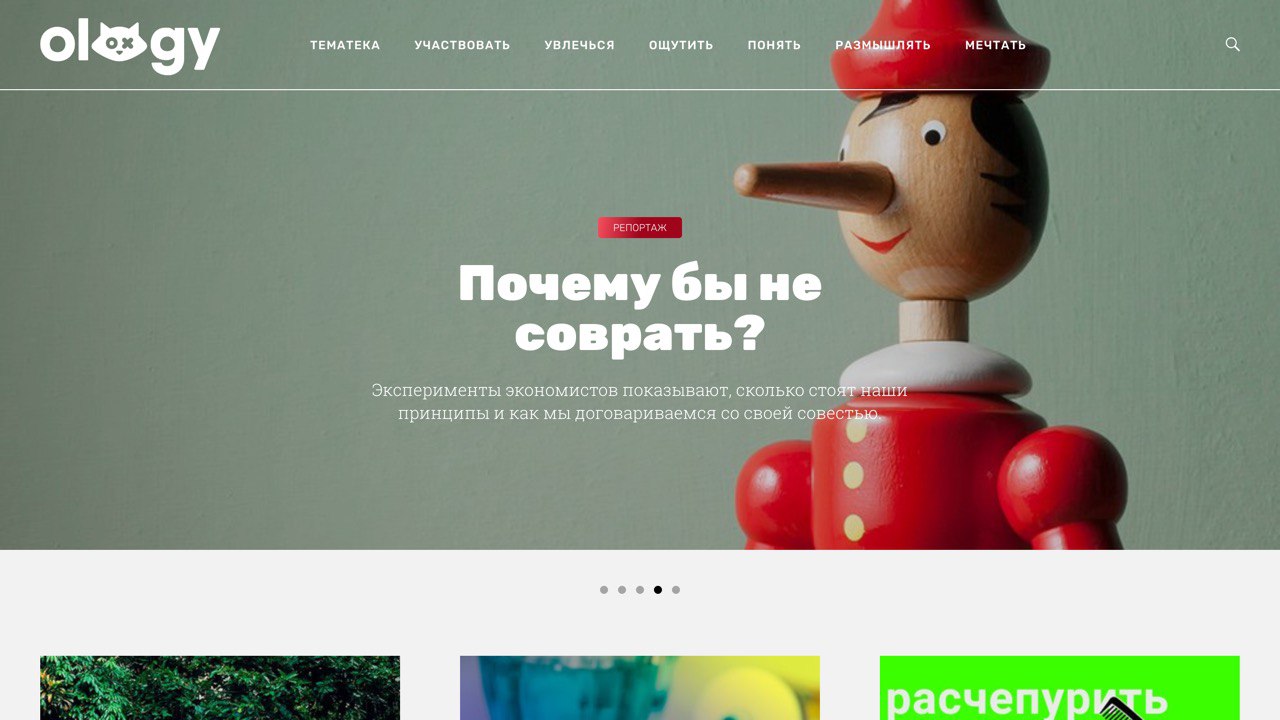 ology
ТЕМАТЕКА УЧАСТВОВАТЬ УВЛЕЧЬСЯ ОЩУТИТЬ ПОНЯТЬ РАЗМЫШЛЯТЬ МЕЧТАТЬ
РЕПОРТАЖ
Почему бы не
соврать?
Эксперименты экономистов показывают, сколько стоят наши
принципы и как мы договариваемся со своей совестью.
расчепурить